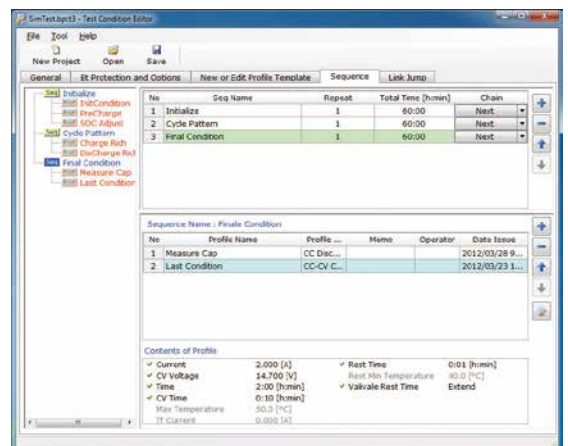 SimTest.bpct3 - Test Condition Editor
File Tool Help
New Project Open Save
General Et Protection and Options New or Edit Profile Template Sequence Link Jump
Seq Initialize
InitCondition
PreCharge
SOC Adjust
Seq Cycle Pattern
Charge Rich
DisCharge Rich
Seq Final Condition
Measure Cap
Last Condition
No Seq Name Repeat Total Time [h:min] Chain
1 Initialize 1 60:00 Next
2 Cycle Pattern 1 60:00 Next
3 Final Condition 1 60:00 Next
Sequence Name : Finale Condition
No Profile Name Profile ... Memo Operator Date Issue
1 Measure Cap CC Disc... 2012/03/28 9...
2 Last Condition CC-CV C... 2012/03/23 1...
Contents of Profile
Current 2.000 [A] Rest Time 0:01 [h:min]
CV Voltage 14.700 [V] Rest Min Temperature 40.0 [°C]
Time 2:00 [h:min] Vaivale Rest Time Extend
CV Time 0:10 [h:min]
Max Temperature 50.0 [°C]
JT Current 0.000 [A]